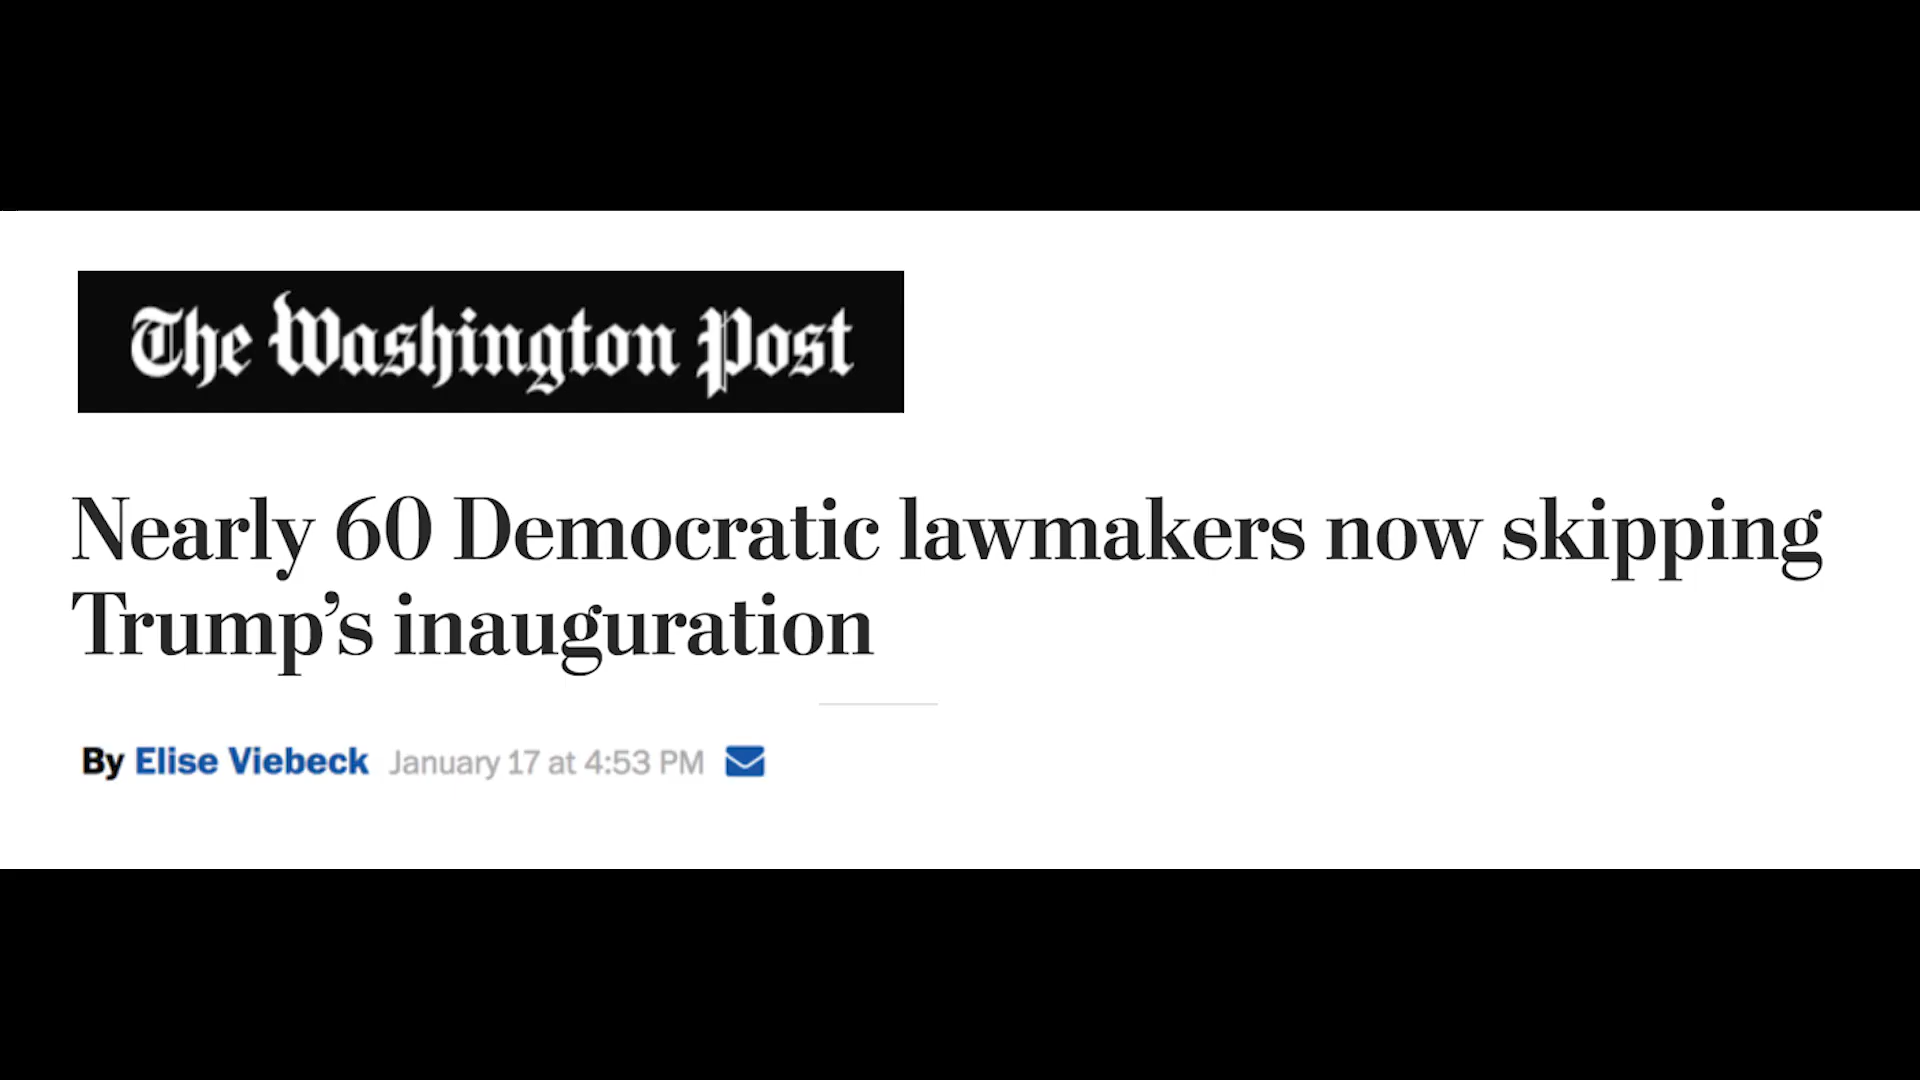 The Washington Post
Nearly 60 Democratic lawmakers now skipping
Trump’s inauguration
By Elise Viebeck January 17 at 4:53 PM